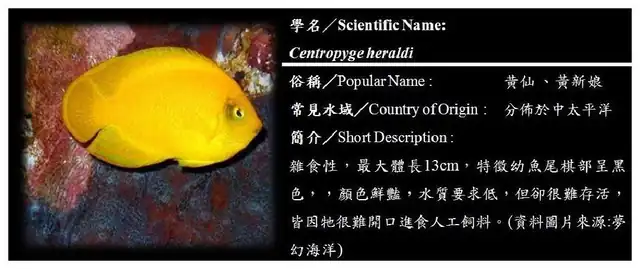 學名／Scientific Name:
Centropyge heraldi
俗稱／Popular Name : 黄仙、黃新娘
常見水域／Country of Origin : 分佈於中太平洋
簡介／Short Description :
雜食性，最大體長13cm，特徵幼魚尾棋部呈黑
色，，顏色鮮豔，水質要求低，但卻很難存活，
皆因牠很難開口進食人工飼料。(資料圖片來源:夢
幻海洋)